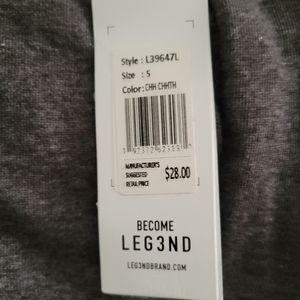 Style : L39647L
Size : S
Color: CHH CHHTH
MANUFACTURER'S
SUGGESTED
RETAIL PRICE
$28.00
BECOME
LEG3ND
LEG3NDBRAND.COM